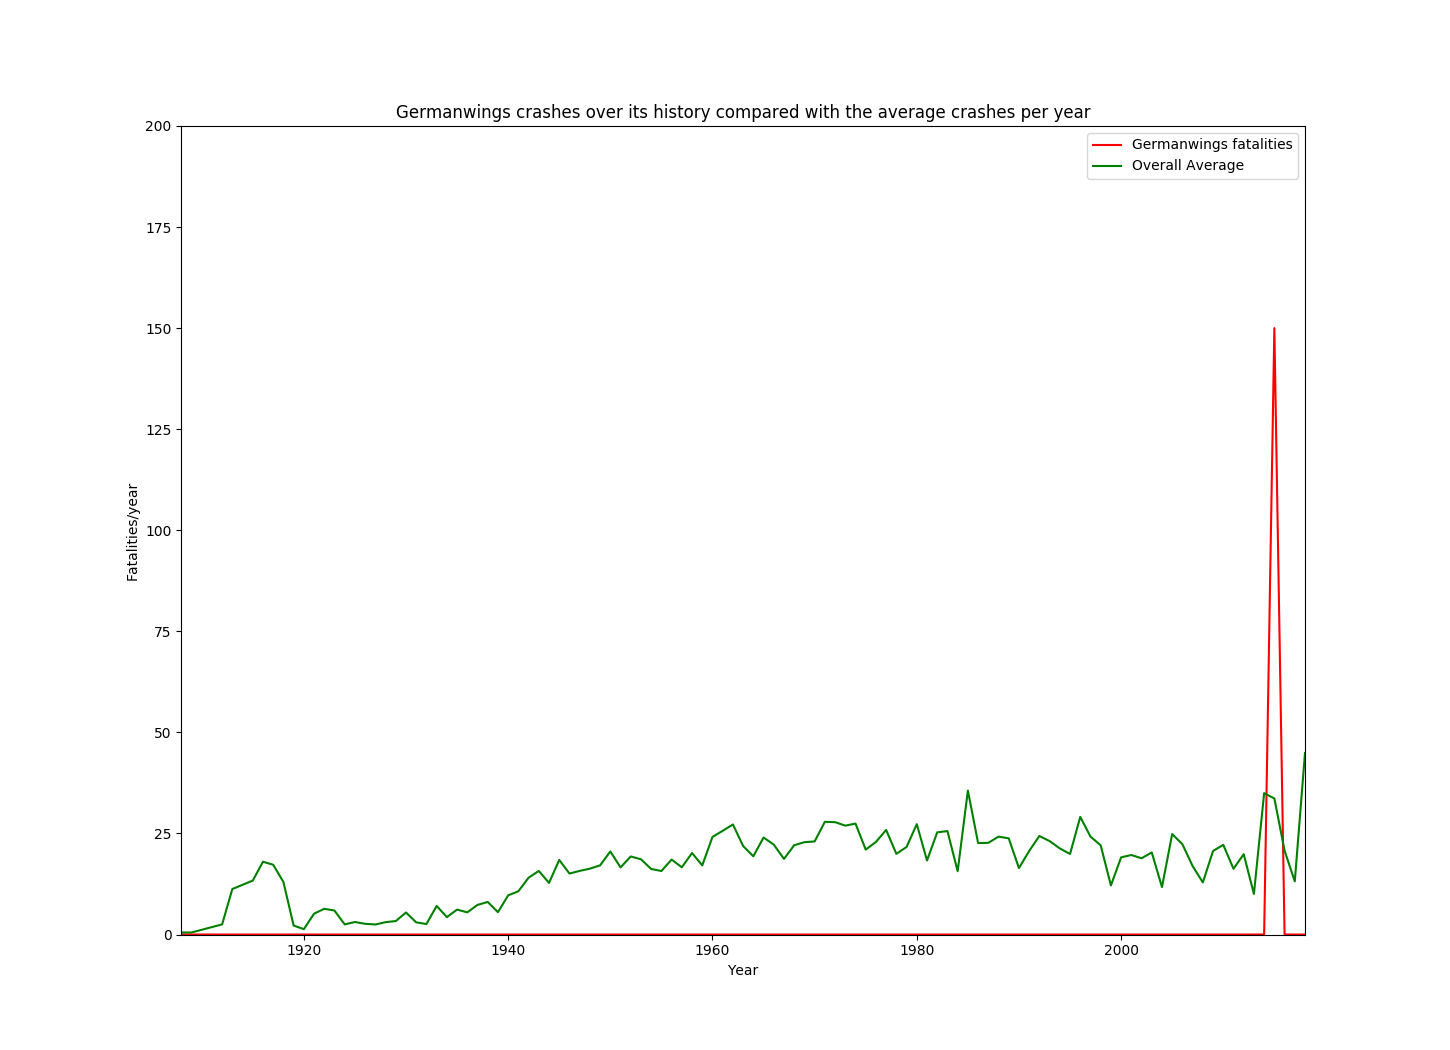 Germanwings crashes over its history compared with the average crashes per year
Germanwings fatalities
Overall Average
200
175
150
125
100
75
50
25
0
Fatalities/year
1920 1940 1960 1980 2000
Year